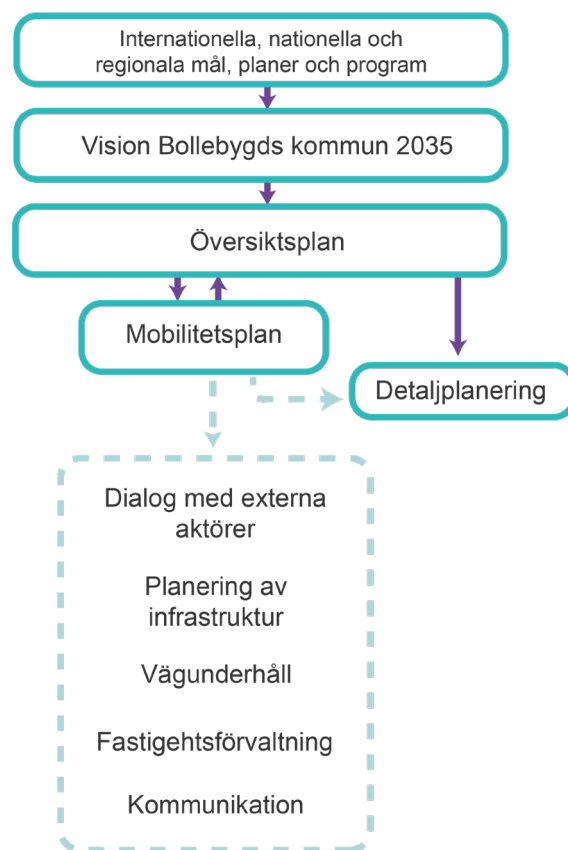 Internationella, nationella och
regionala mål, planer och program
Vision Bollebygds kommun 2035
Översiktsplan
Mobilitetsplan
Detaljplanering
Dialog med externa
aktörer
Planering av
infrastruktur
Vägunderhåll
Fastigehtsförvaltning
Kommunikation